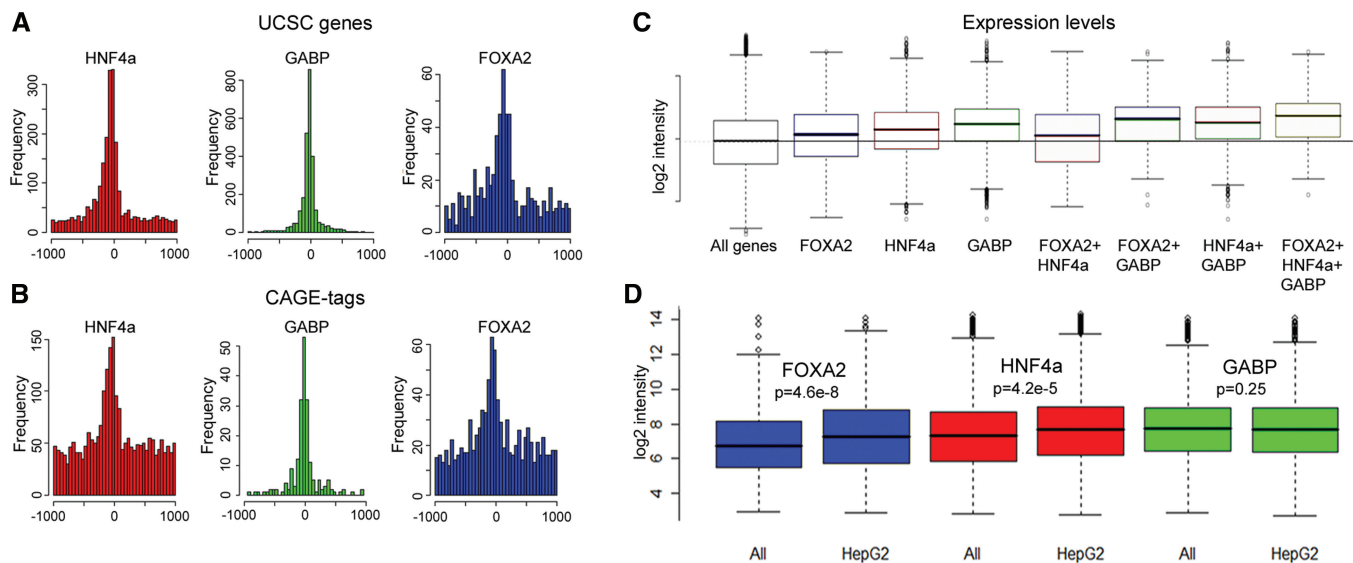 A
UCSC genes
HNF4a
GABP
FOXA2
Frequency
0
100
200
300
-1000
0
1000
Frequency
0
200
400
600
800
-1000
0
1000
Frequency
0
20
40
60
-1000
0
1000
B
CAGE-tags
HNF4a
GABP
FOXA2
Frequency
0
50
100
150
-1000
0
1000
Frequency
0
10
20
30
40
50
-1000
0
1000
Frequency
0
20
40
60
-1000
0
1000
C
Expression levels
log2 intensity
All genes
FOXA2
HNF4a
GABP
FOXA2+
HNF4a
FOXA2+
GABP
HNF4a+
GABP
FOXA2+
HNF4a+
GABP
D
log2 intensity
4
6
8
10
12
14
FOXA2
p=4.6e-8
HNF4a
p=4.2e-5
GABP
p=0.25
All
HepG2
All
HepG2
All
HepG2